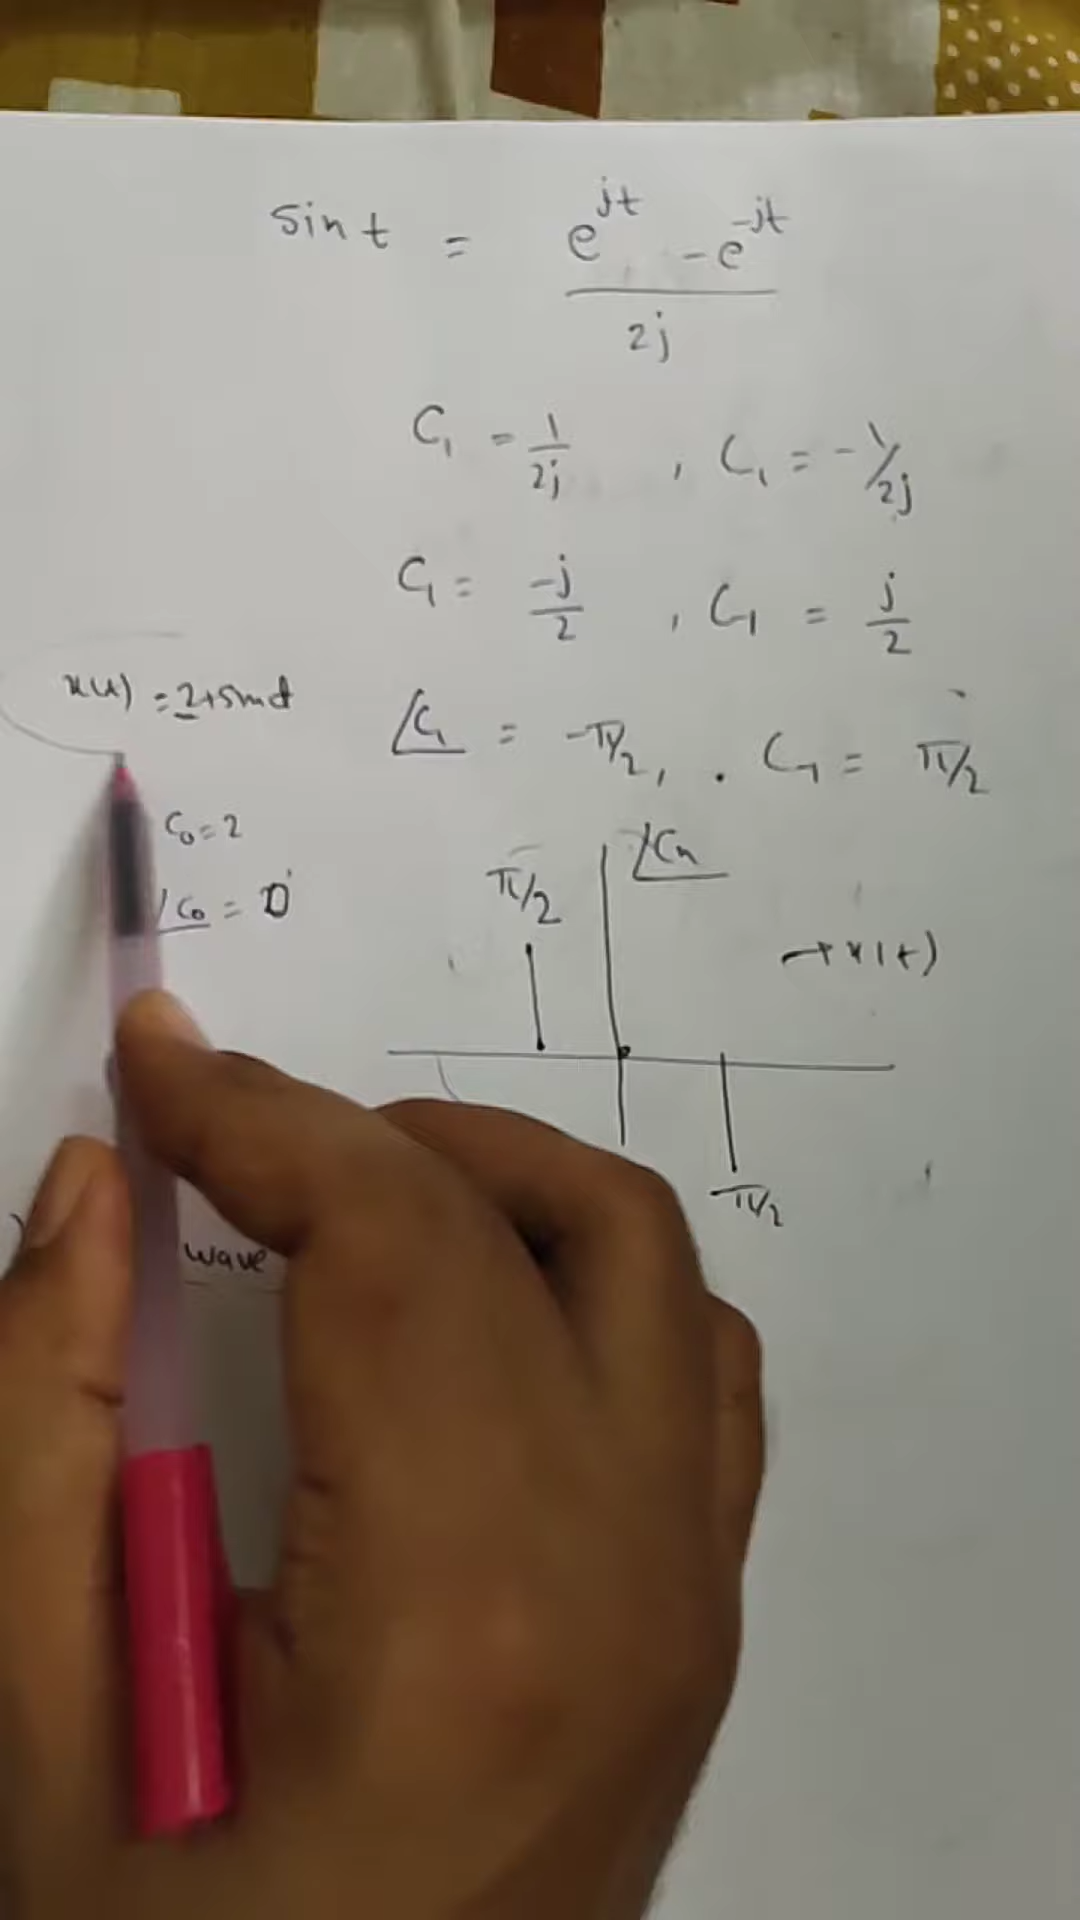 sin t = (e^{jt} - e^{-jt}) / 2j
C₁ = 1/2j , C₁ = -1/2j
C₁ = -j/2 , C₁ = j/2
x(t) = 2+sint
∠C₁ = -π/2, . C₁ = π/2
C₀ = 2
∠C₀ = 0
π/2
∠Cn
→ x(t)
-π/2
wave